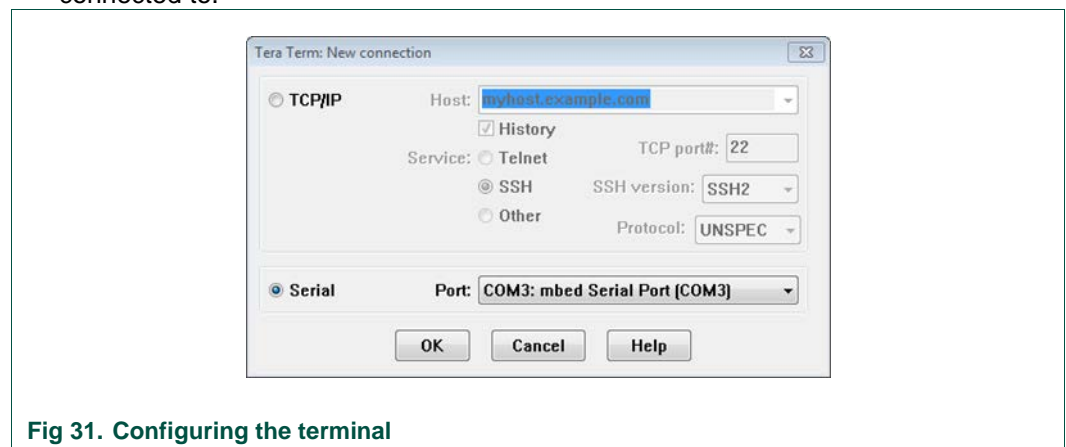 connected to.
Tera Term: New connection
TCP/IP
Host: myhost.example.com
History
Service: Telnet
TCP port#: 22
SSH
SSH version: SSH2
Other
Protocol: UNSPEC
Serial
Port: COM3: mbed Serial Port (COM3)
OK
Cancel
Help
Fig 31. Configuring the terminal